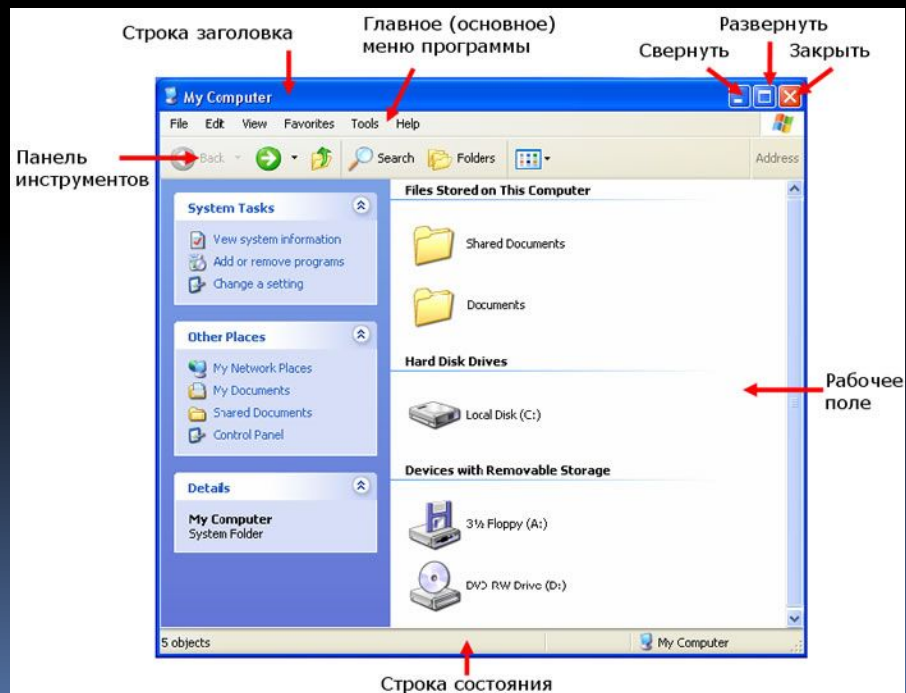 Строка заголовка
Главное (основное)
меню программы
Развернуть
Свернуть
Закрыть
My Computer
File Edit View Favorites Tools Help
Панель
инструментов
Back Search Folders Address
System Tasks
View system information
Add or remove programs
Change a setting
Other Places
My Network Places
My Documents
Shared Documents
Control Panel
Details
My Computer
System Folder
Files Stored on This Computer
Shared Documents
Documents
Hard Disk Drives
Local Disk (C:)
Devices with Removable Storage
3½ Floppy (A:)
DVD RW Drive (D:)
Рабочее
поле
5 objects My Computer
Строка состояния